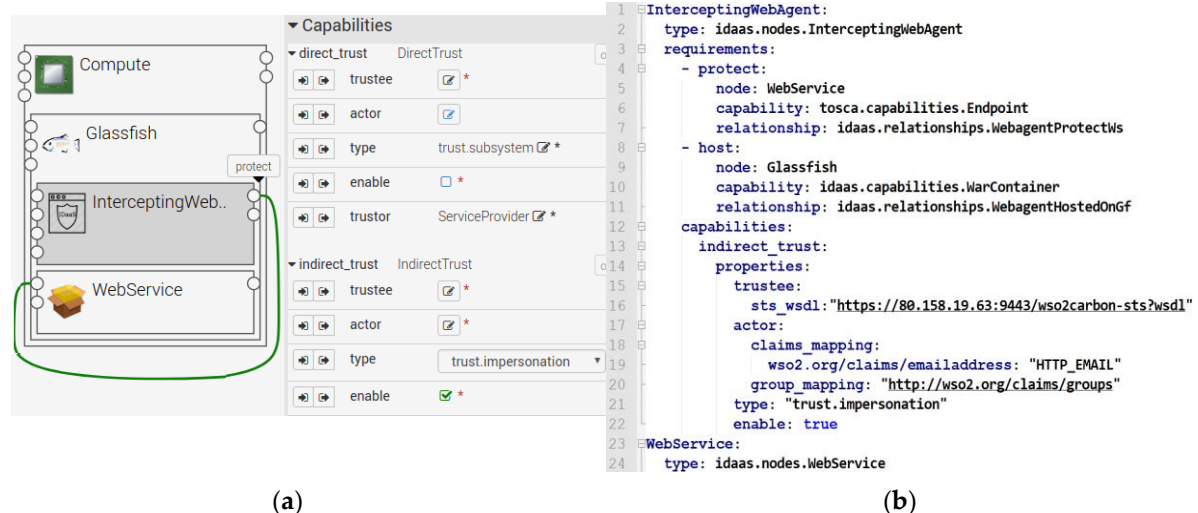 Compute
Glassfish
protect
InterceptingWeb..
IDaaS
WebService
Capabilities
direct_trust DirectTrust
trustee *
actor
type trust.subsystem *
enable *
trustor ServiceProvider *
indirect_trust IndirectTrust
trustee *
actor *
type trust.impersonation
enable *
(a)
1 InterceptingWebAgent:
2 type: idaas.nodes.InterceptingWebAgent
3 requirements:
4 - protect:
5 node: WebService
6 capability: tosca.capabilities.Endpoint
7 relationship: idaas.relationships.WebagentProtectWs
8 - host:
9 node: Glassfish
10 capability: idaas.capabilities.WarContainer
11 relationship: idaas.relationships.WebagentHostedOnGf
12 capabilities:
13 indirect_trust:
14 properties:
15 trustee:
16 sts_wsdl:"https://80.158.19.63:9443/wso2carbon-sts?wsdl"
17 actor:
18 claims_mapping:
19 wso2.org/claims/emailaddress: "HTTP_EMAIL"
20 group_mapping: "http://wso2.org/claims/groups"
21 type: "trust.impersonation"
22 enable: true
23 WebService:
24 type: idaas.nodes.WebService
(b)